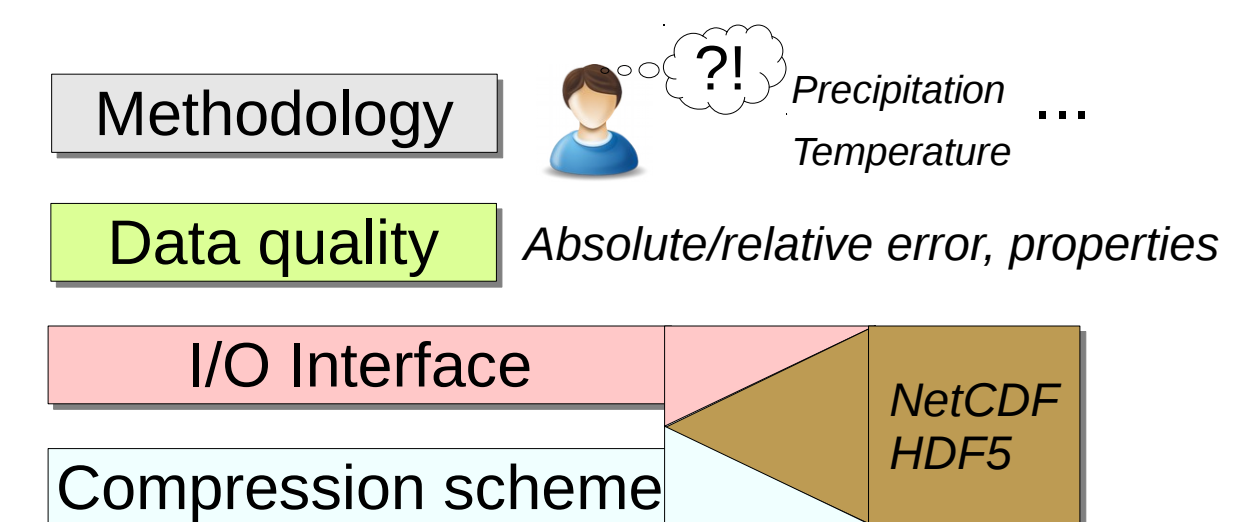 Methodology
?!
Precipitation ...
Temperature
Data quality
Absolute/relative error, properties
I/O Interface
NetCDF
HDF5
Compression scheme